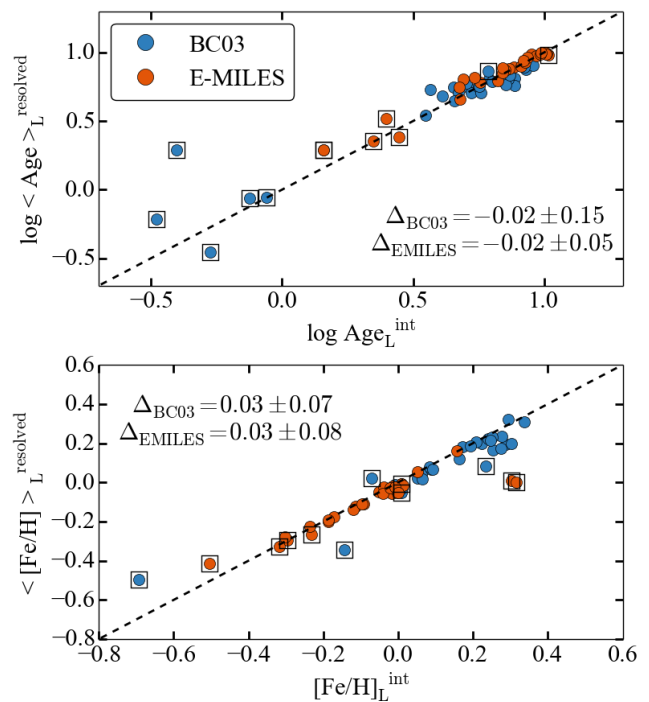 BC03
E-MILES
1.0
0.5
0.0
−0.5
log < Age >_L^resolved
Δ_BC03 = −0.02 ± 0.15
Δ_EMILES = −0.02 ± 0.05
−0.5 0.0 0.5 1.0
log Age_L^int
0.6
0.4
0.2
0.0
−0.2
−0.4
−0.6
−0.8
< [Fe/H] >_L^resolved
Δ_BC03 = 0.03 ± 0.07
Δ_EMILES = 0.03 ± 0.08
−0.8 −0.6 −0.4 −0.2 0.0 0.2 0.4 0.6
[Fe/H]_L^int